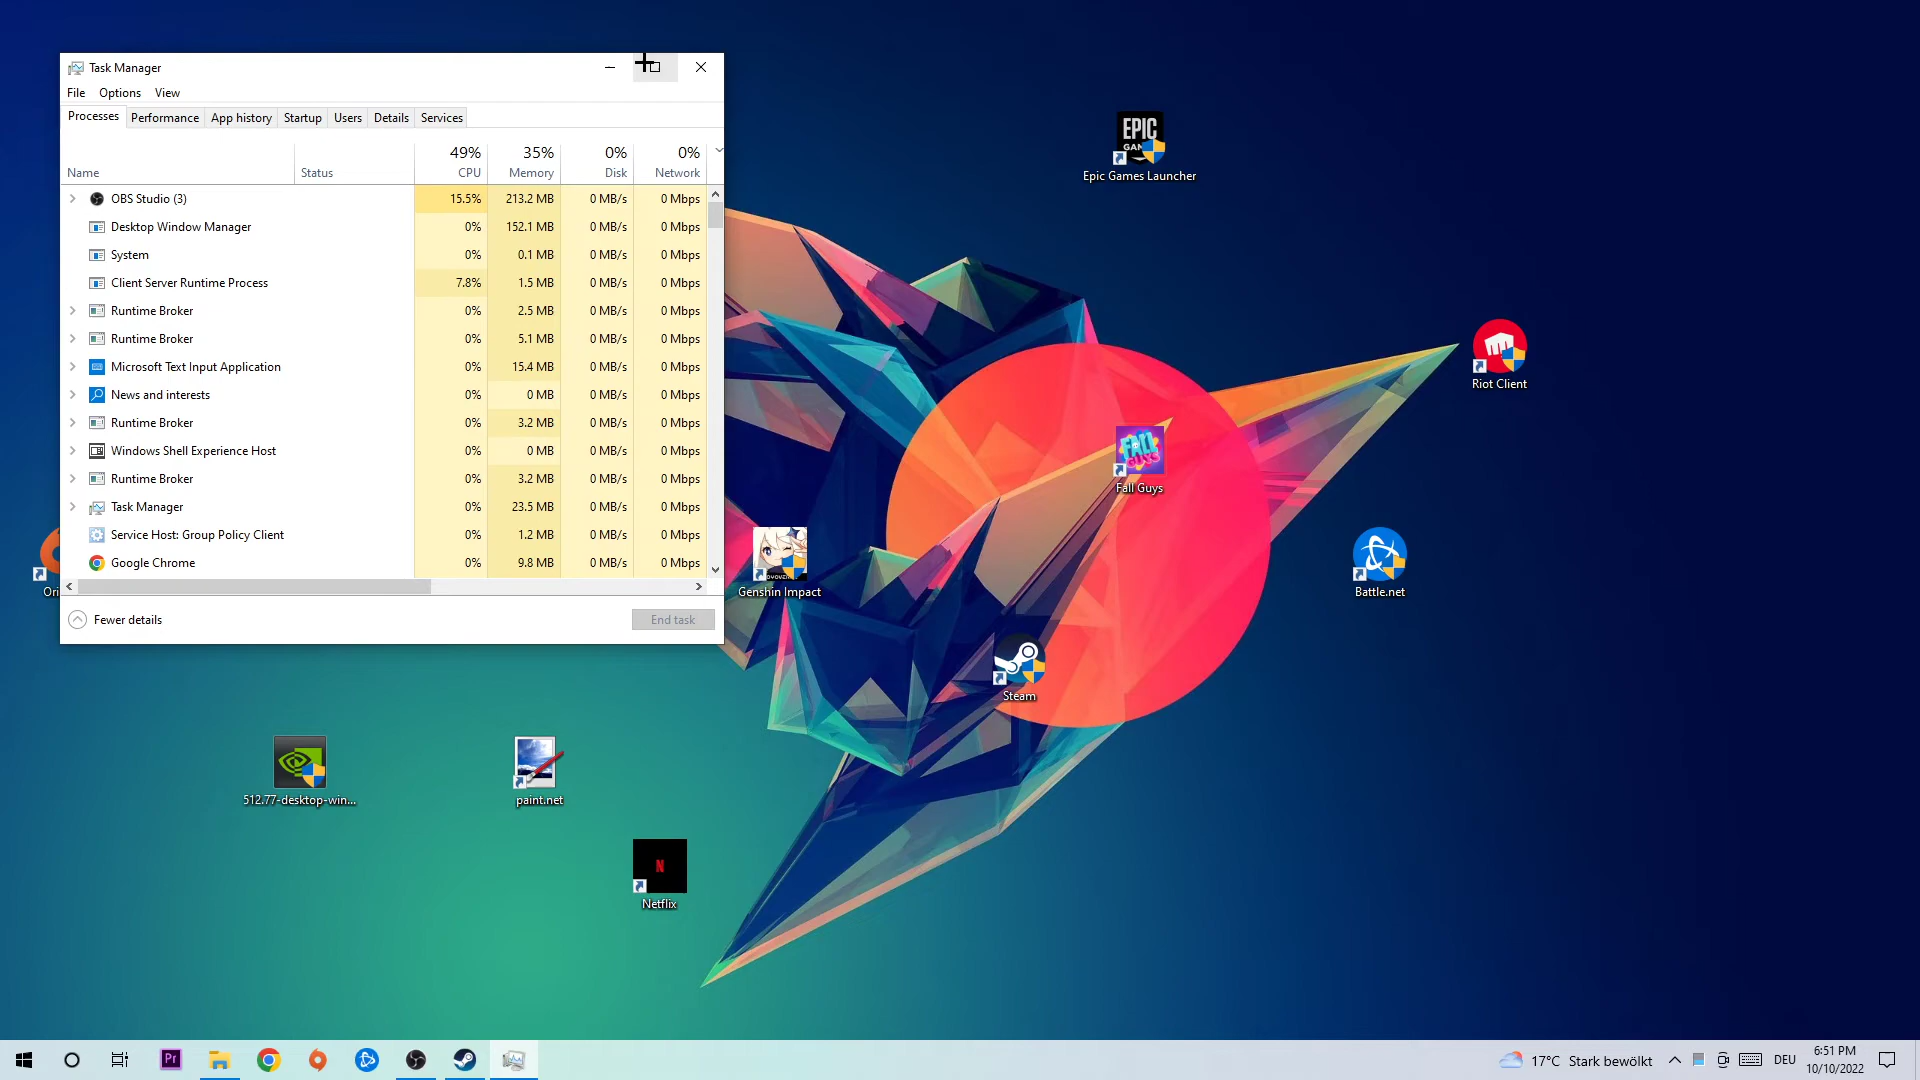 Task Manager
File Options View
Processes Performance App history Startup Users Details Services
49% 35% 0% 0%
Name Status CPU Memory Disk Network
OBS Studio (3) 15.5% 213.2 MB 0 MB/s 0 Mbps
Desktop Window Manager 0% 152.1 MB 0 MB/s 0 Mbps
System 0% 0.1 MB 0 MB/s 0 Mbps
Client Server Runtime Process 7.8% 1.5 MB 0 MB/s 0 Mbps
Runtime Broker 0% 2.5 MB 0 MB/s 0 Mbps
Runtime Broker 0% 5.1 MB 0 MB/s 0 Mbps
Microsoft Text Input Application 0% 15.4 MB 0 MB/s 0 Mbps
News and interests 0% 0 MB 0 MB/s 0 Mbps
Runtime Broker 0% 3.2 MB 0 MB/s 0 Mbps
Windows Shell Experience Host 0% 0 MB 0 MB/s 0 Mbps
Runtime Broker 0% 3.2 MB 0 MB/s 0 Mbps
Task Manager 0% 23.5 MB 0 MB/s 0 Mbps
Service Host: Group Policy Client 0% 1.2 MB 0 MB/s 0 Mbps
Google Chrome 0% 9.8 MB 0 MB/s 0 Mbps
Fewer details End task
EPIC
Epic Games Launcher
Riot Client
FALL GUYS
Fall Guys
Genshin Impact
Battle.net
Ori
Steam
512.77-desktop-win...
paint.net
N
Netflix
Pr
17°C Stark bewölkt DEU 6:51 PM
10/10/2022